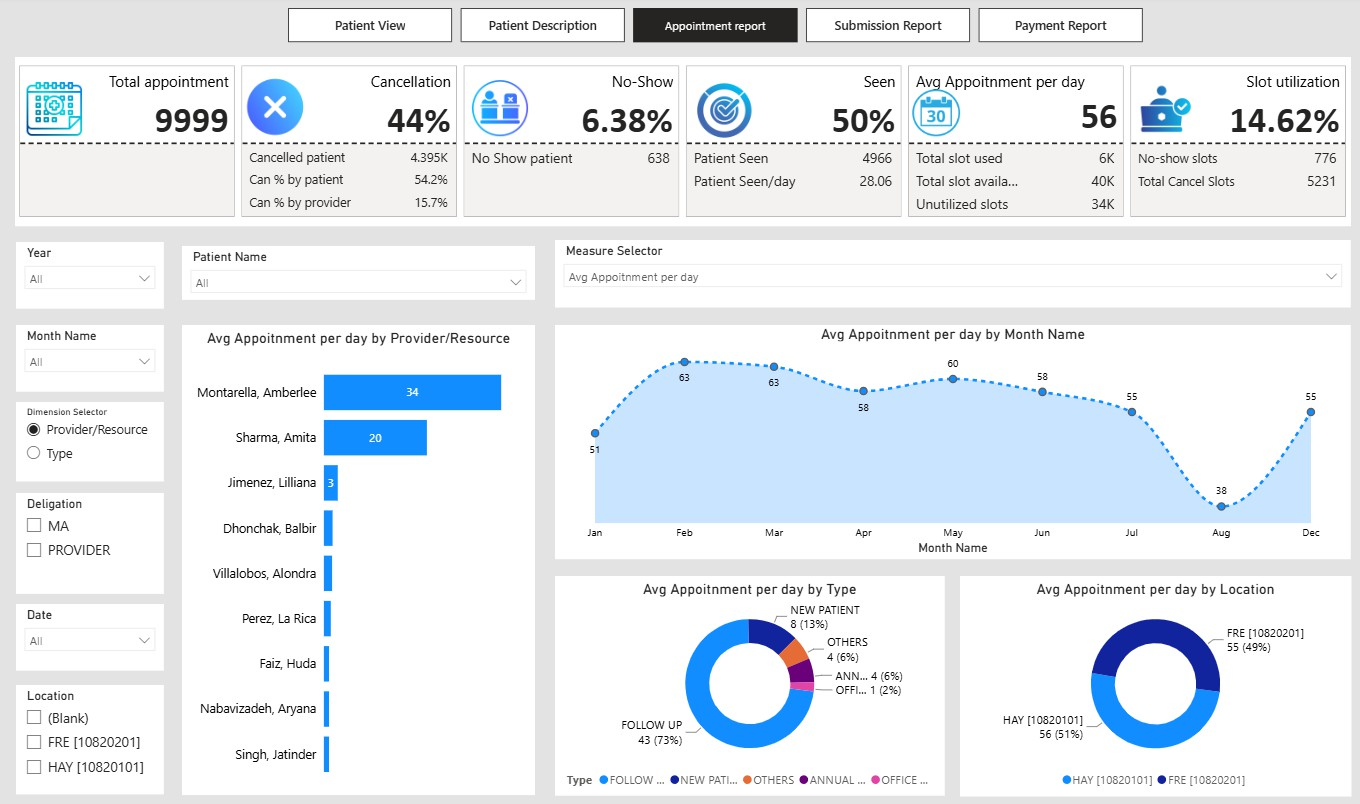 Patient View
Patient Description
Appointment report
Submission Report
Payment Report
Total appointment
9999
Cancellation
44%
Cancelled patient 4.395K
Can % by patient 54.2%
Can % by provider 15.7%
No-Show
6.38%
No Show patient 638
Seen
50%
Patient Seen 4966
Patient Seen/day 28.06
Avg Appoitnment per day
30
56
Total slot used 6K
Total slot availa... 40K
Unutilized slots 34K
Slot utilization
14.62%
No-show slots 776
Total Cancel Slots 5231
Year
All
Patient Name
All
Measure Selector
Avg Appoitnment per day
Month Name
All
Dimension Selector
Provider/Resource
Type
Deligation
MA
PROVIDER
Date
All
Location
(Blank)
FRE [10820201]
HAY [10820101]
Avg Appoitnment per day by Provider/Resource
Montarella, Amberlee 34
Sharma, Amita 20
Jimenez, Lilliana 3
Dhonchak, Balbir
Villalobos, Alondra
Perez, La Rica
Faiz, Huda
Nabavizadeh, Aryana
Singh, Jatinder
Avg Appoitnment per day by Month Name
51 63 63 58 60 58 55 38 55
Jan Feb Mar Apr May Jun Jul Aug Dec
Month Name
Avg Appoitnment per day by Type
NEW PATIENT
8 (13%)
OTHERS
4 (6%)
ANN... 4 (6%)
OFFI... 1 (2%)
FOLLOW UP
43 (73%)
Type FOLLOW ... NEW PATI... OTHERS ANNUAL ... OFFICE ...
Avg Appoitnment per day by Location
FRE [10820201]
55 (49%)
HAY [10820101]
56 (51%)
HAY [10820101] FRE [10820201]